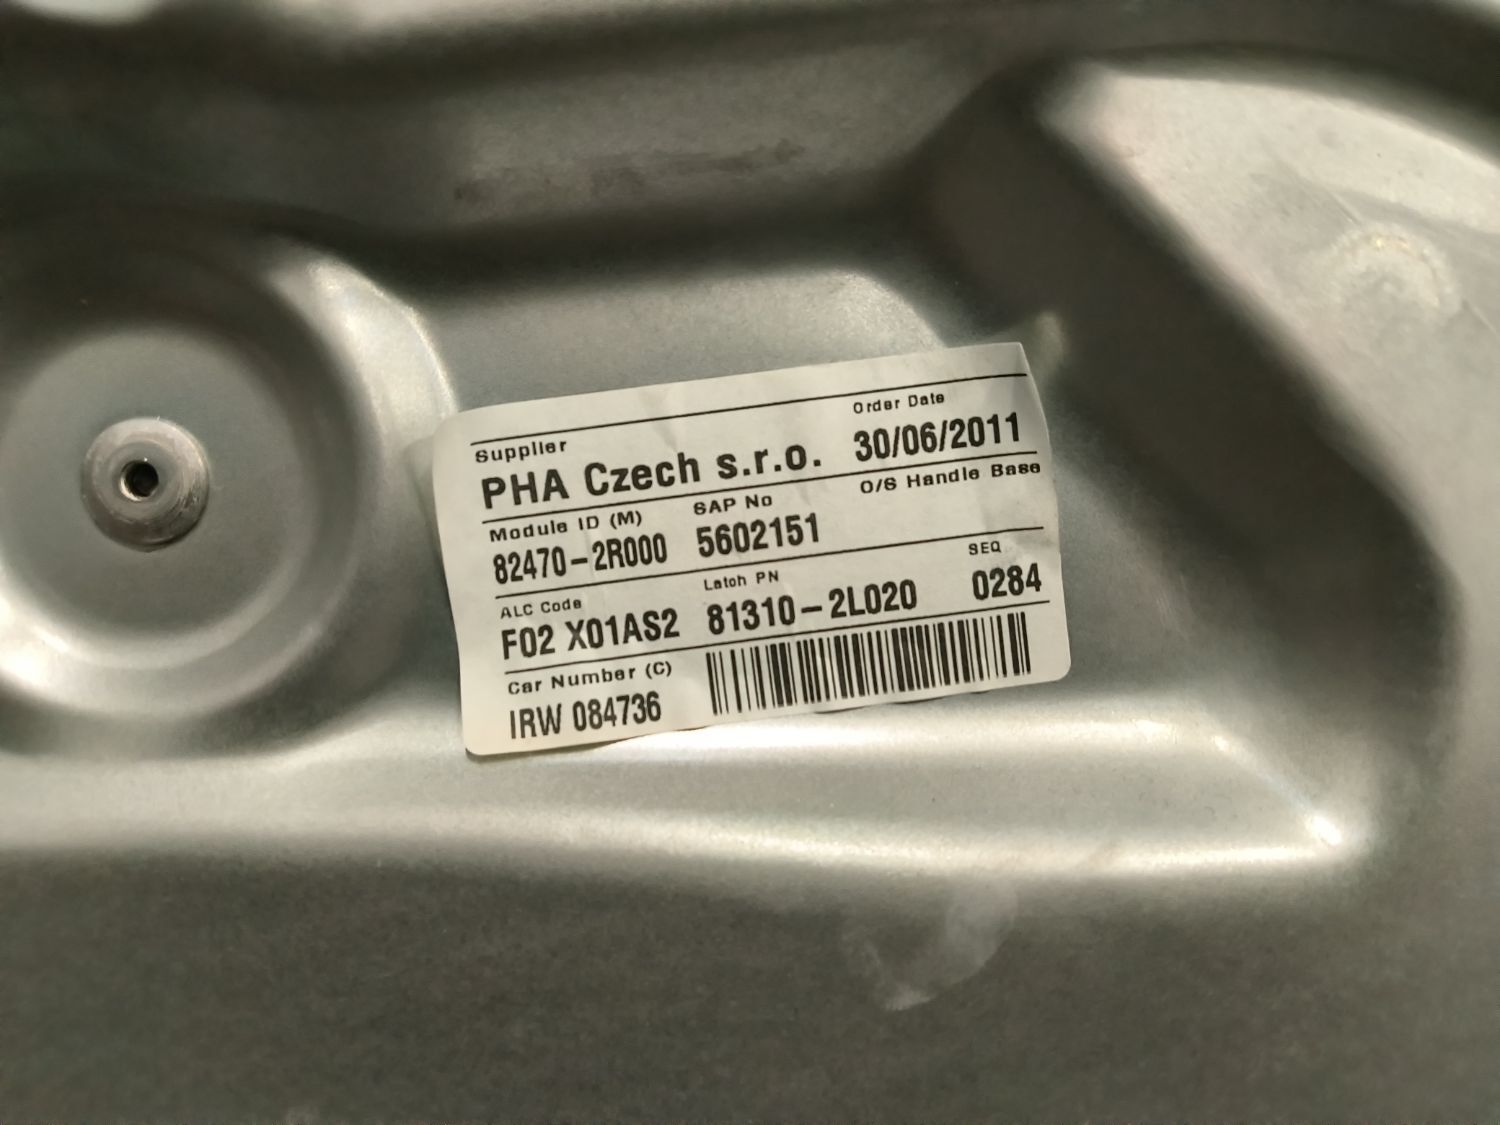 Supplier
PHA Czech s.r.o.
Order Date
30/06/2011
Module ID (M)
82470-2R000
SAP No
5602151
O/S Handle Base
ALC Code
F02 X01AS2
Latch PN
81310-2L020
SEQ
0284
Car Number (C)
IRW 084736